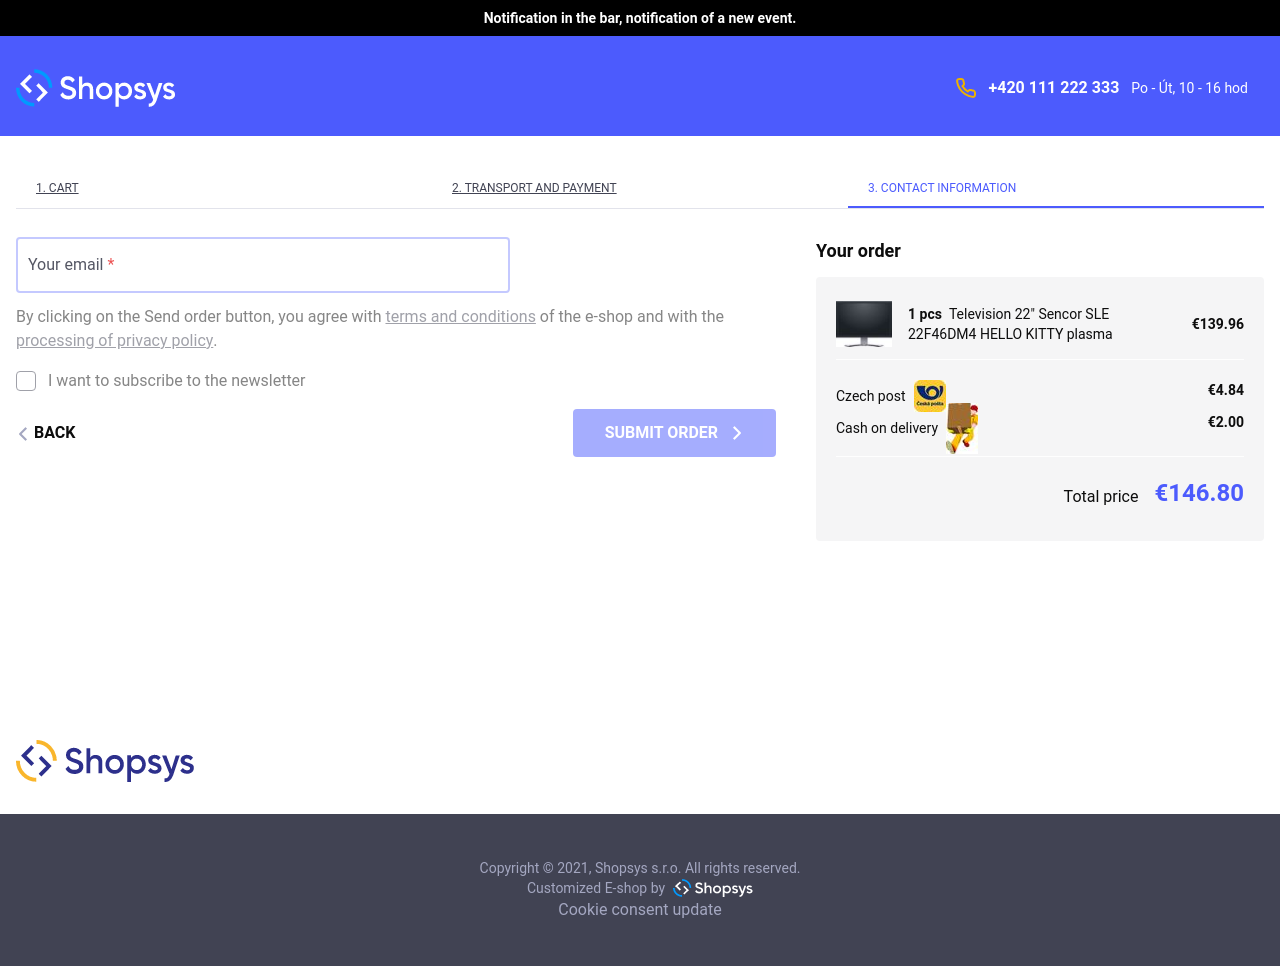 Notification in the bar, notification of a new event.
Shopsys
+420 111 222 333 Po - Út, 10 - 16 hod
1. CART
2. TRANSPORT AND PAYMENT
3. CONTACT INFORMATION
Your email *
By clicking on the Send order button, you agree with terms and conditions of the e-shop and with the
processing of privacy policy.
I want to subscribe to the newsletter
BACK
SUBMIT ORDER
Your order
1 pcs Television 22" Sencor SLE
22F46DM4 HELLO KITTY plasma
€139.96
Czech post
Česká pošta
€4.84
Cash on delivery
€2.00
Total price €146.80
Shopsys
Copyright © 2021, Shopsys s.r.o. All rights reserved.
Customized E-shop by Shopsys
Cookie consent update